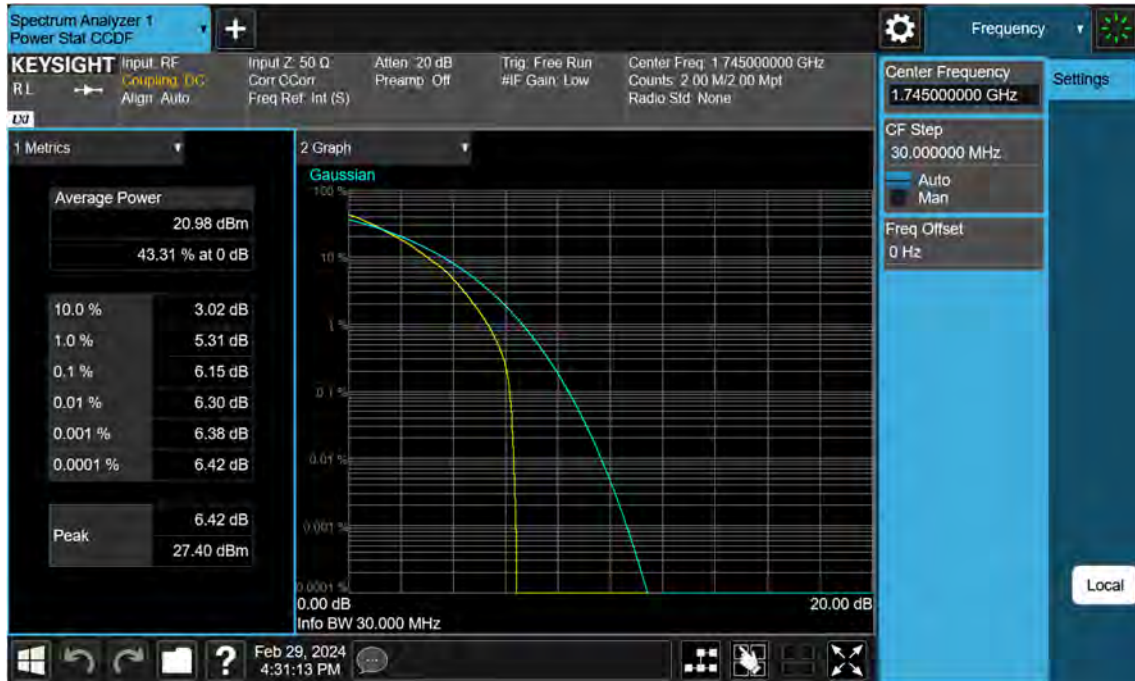 Spectrum Analyzer 1
Power Stat CCDF
+
Frequency
KEYSIGHT
RL
LXI
Input: RF
Coupling: DC
Align: Auto
Input Z: 50 Ω
Corr CCorr
Freq Ref: Int (S)
Atten: 20 dB
Preamp: Off
Trig: Free Run
#IF Gain: Low
Center Freq: 1.745000000 GHz
Counts: 2.00 M/2.00 Mpt
Radio Std: None
Center Frequency
1.745000000 GHz
Settings
CF Step
30.000000 MHz
Auto
Man
Freq Offset
0 Hz
Local
1 Metrics
Average Power
20.98 dBm
43.31 % at 0 dB
10.0 % 3.02 dB
1.0 % 5.31 dB
0.1 % 6.15 dB
0.01 % 6.30 dB
0.001 % 6.38 dB
0.0001 % 6.42 dB
Peak
6.42 dB
27.40 dBm
2 Graph
Gaussian
100 %
10 %
1 %
0.1 %
0.01 %
0.001 %
0.0001 %
0.00 dB 20.00 dB
Info BW 30.000 MHz
?
Feb 29, 2024
4:31:13 PM